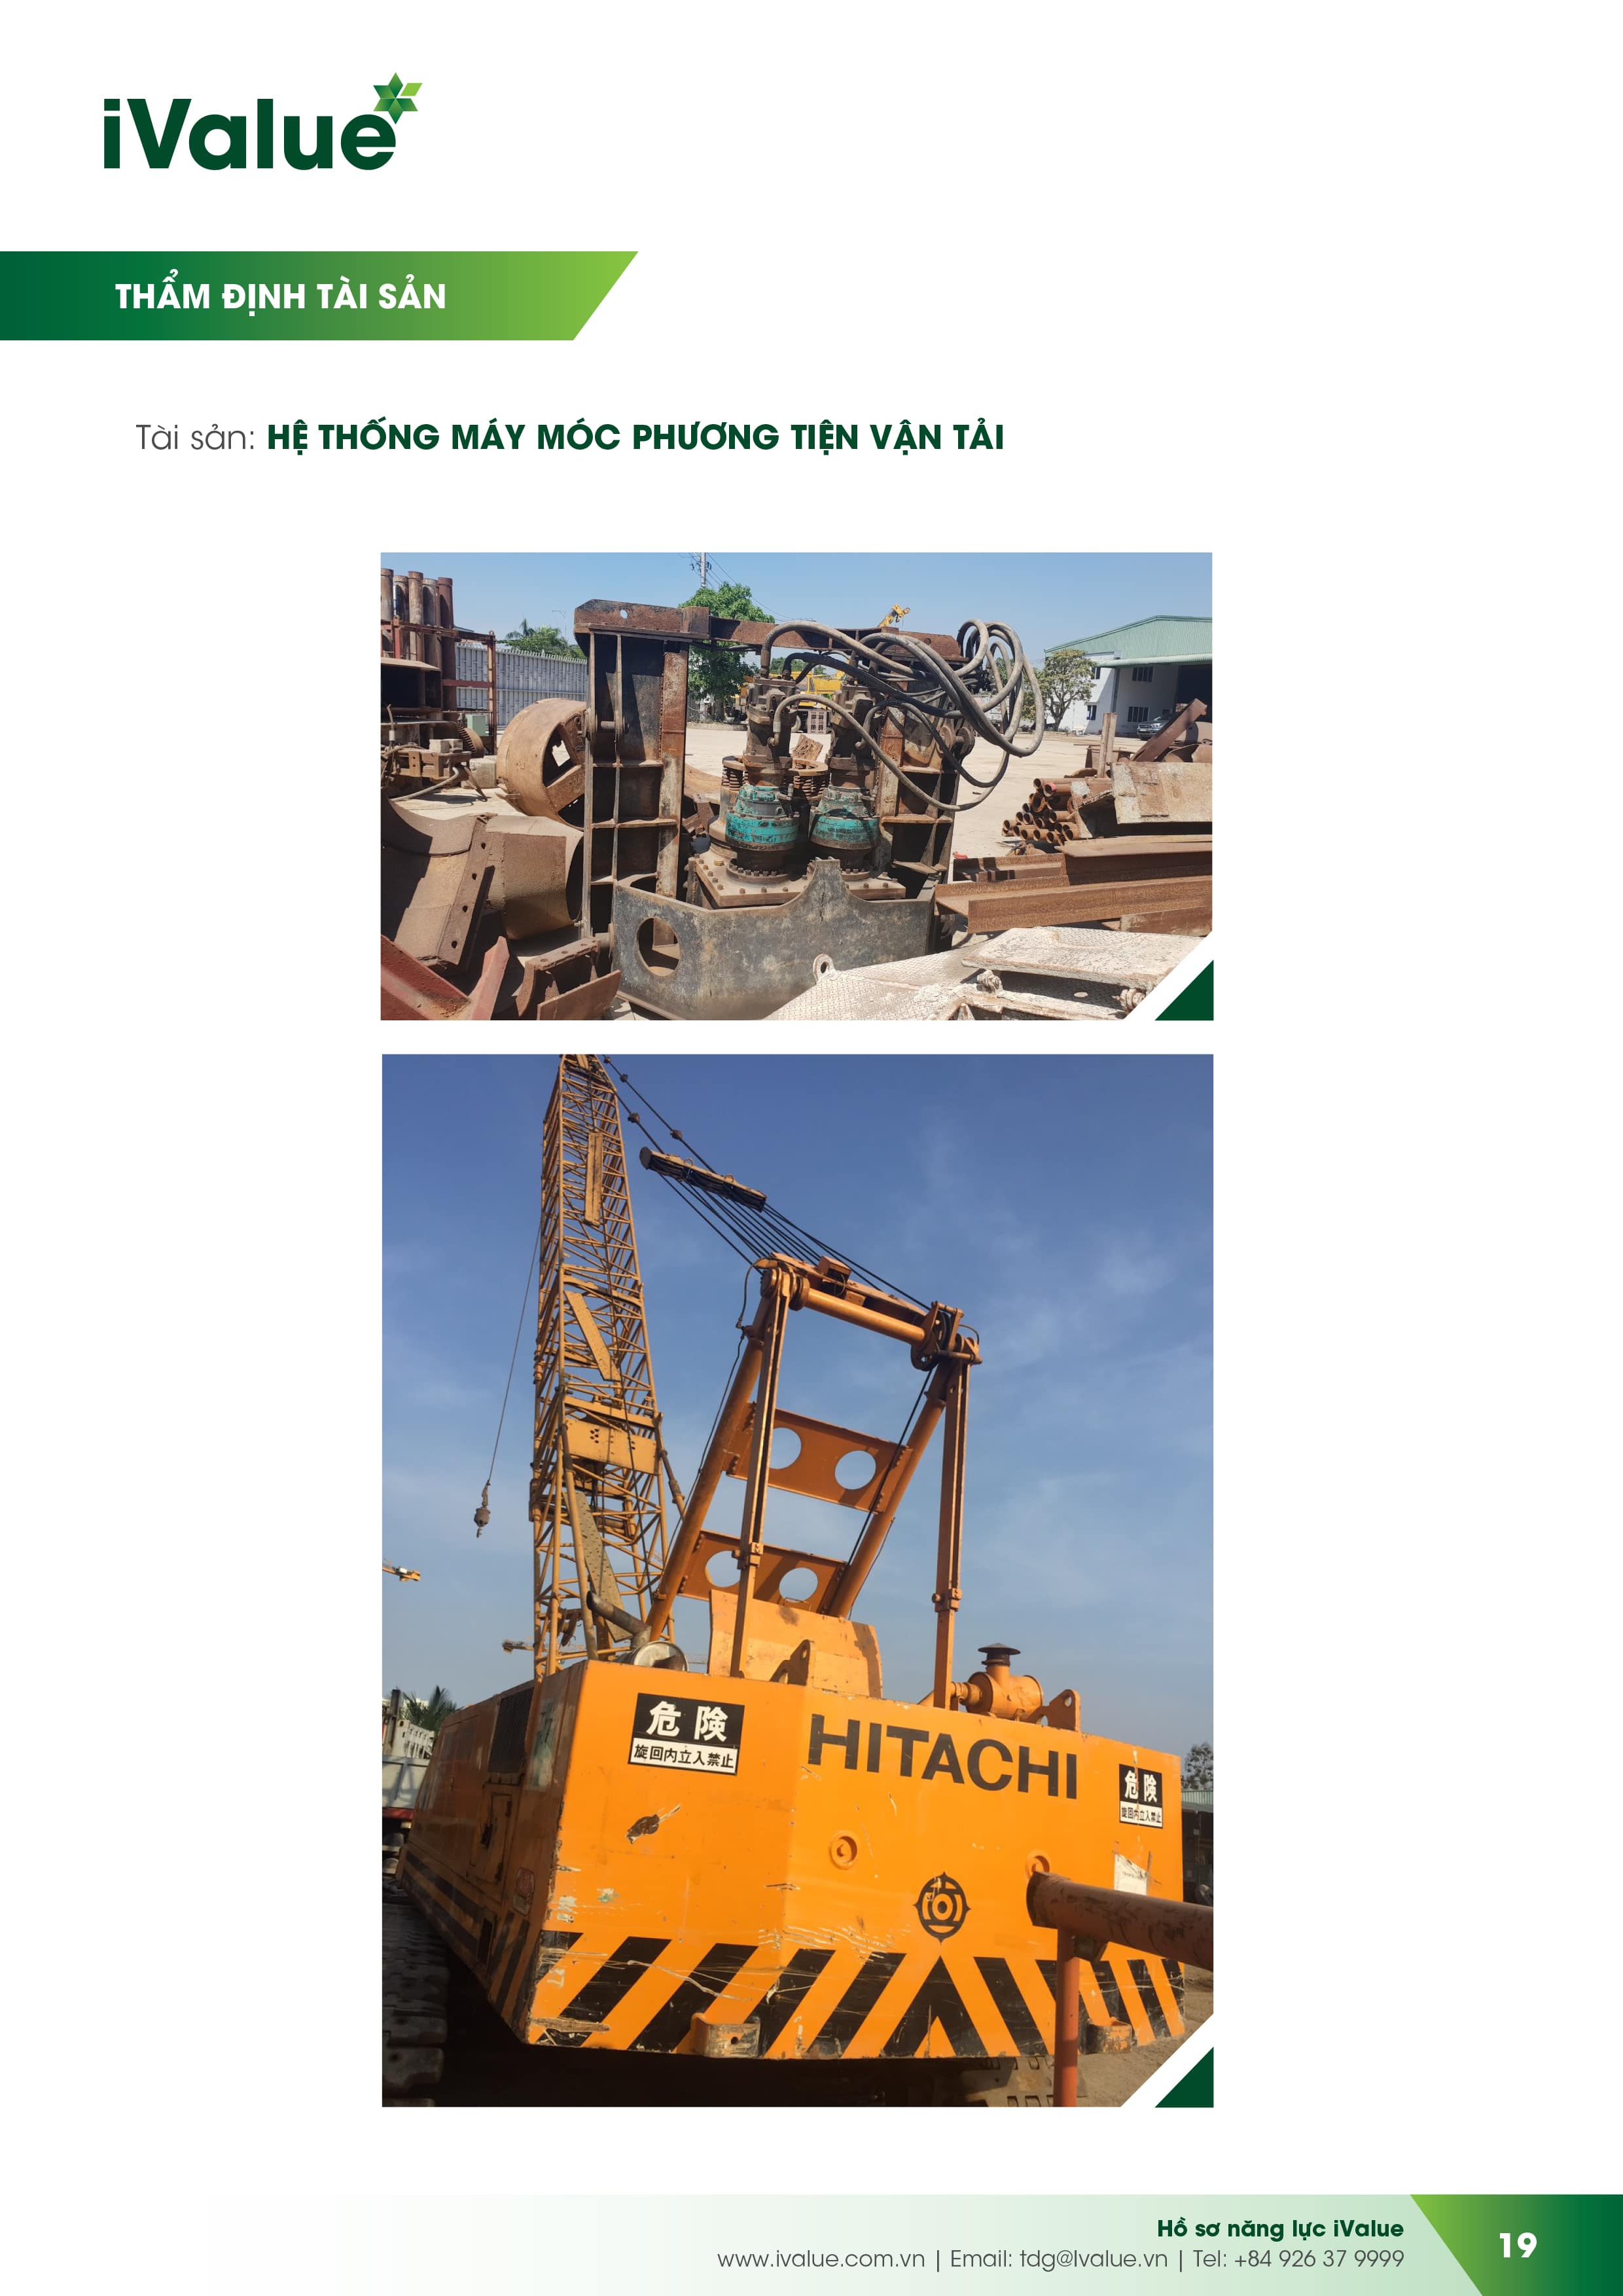 iValue
THẨM ĐỊNH TÀI SẢN
Tài sản: HỆ THỐNG MÁY MÓC PHƯƠNG TIỆN VẬN TẢI
危険
旋回内立入禁止
HITACHI
危険
旋回内立入禁止
Hồ sơ năng lực iValue
www.ivalue.com.vn | Email: tdg@lvalue.vn | Tel: +84 926 37 9999
19